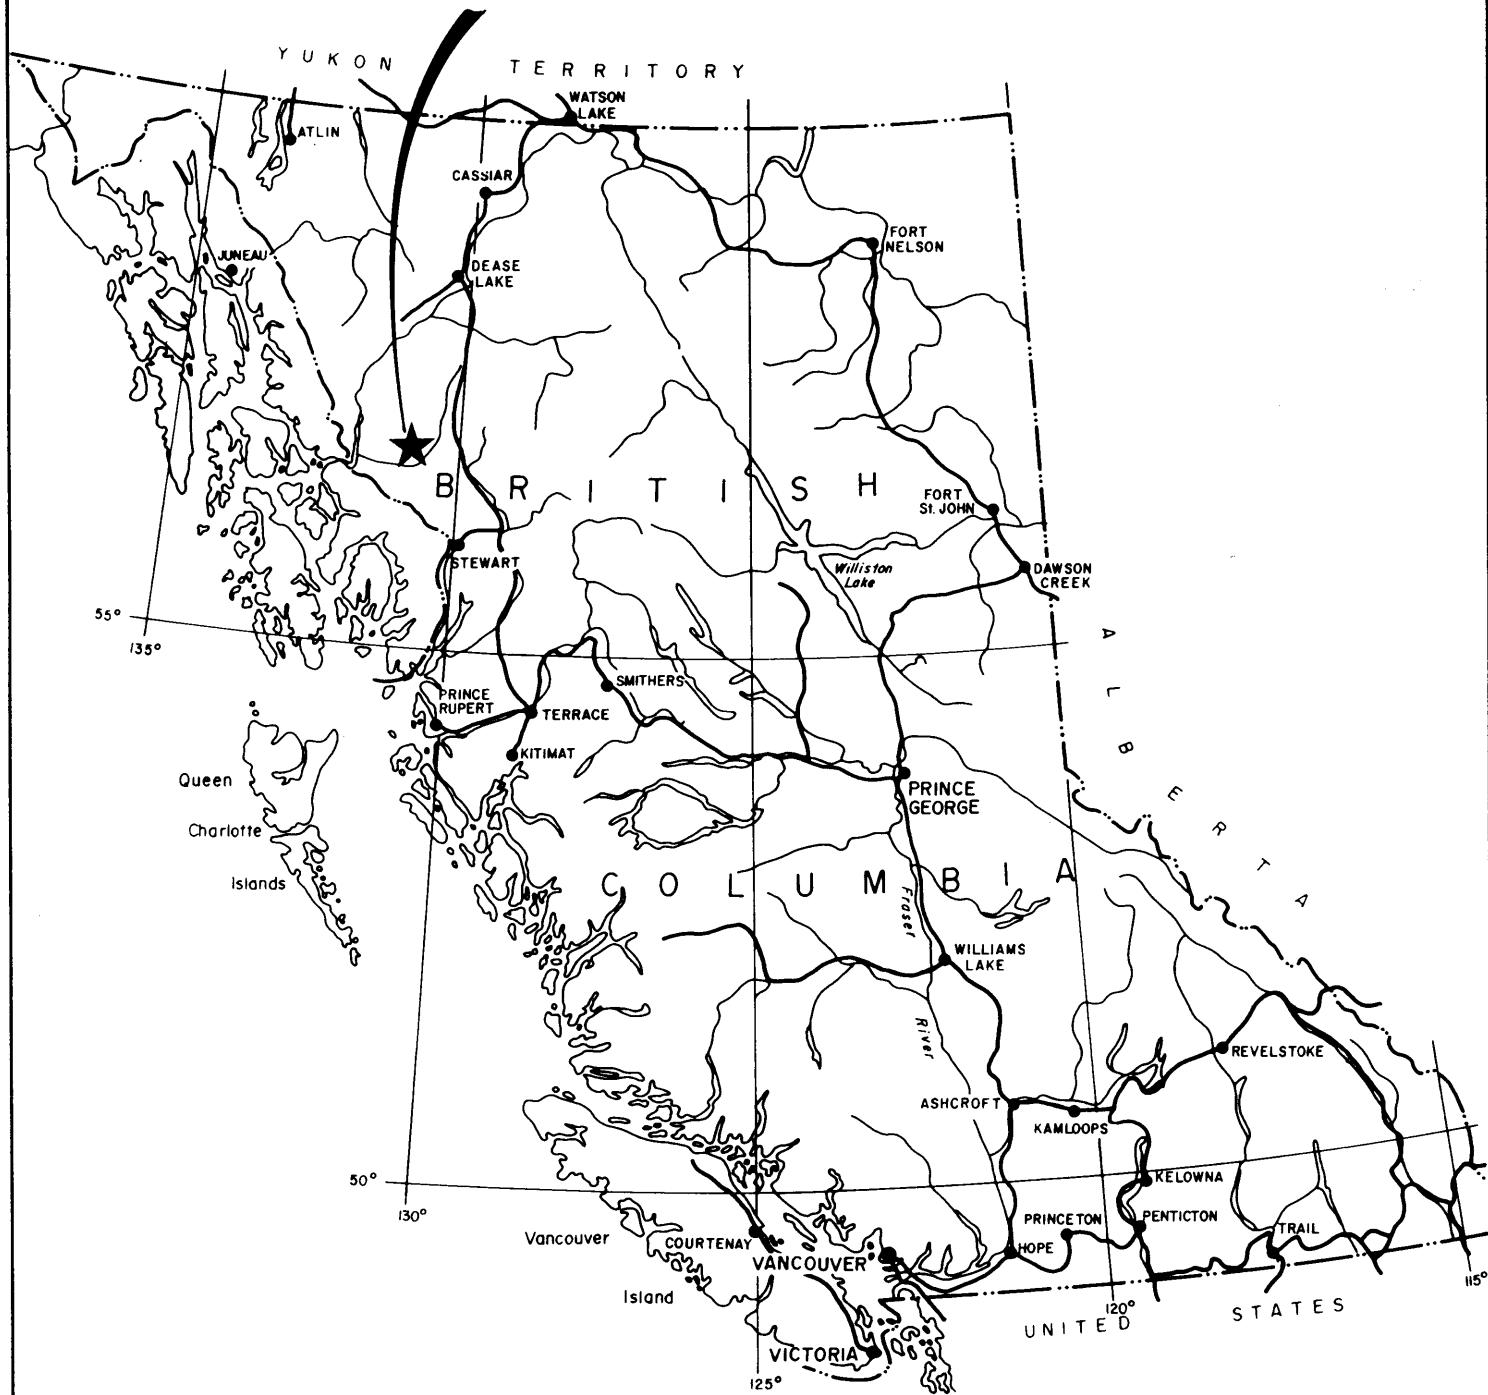 YUKON TERRITORY
WATSON
LAKE
ATLIN
CASSIAR
JUNEAU
DEASE
LAKE
FORT
NELSON
BRITISH
FORT
St. JOHN
STEWART
Williston
Lake
DAWSON
CREEK
55°
135°
ALBERTA
SMITHERS
PRINCE
RUPERT
TERRACE
KITIMAT
Queen
Charlotte
Islands
PRINCE
GEORGE
COLUMBIA
Fraser
River
WILLIAMS
LAKE
REVELSTOKE
ASHCROFT
KAMLOOPS
50°
130°
KELOWNA
PENTICTON
PRINCETON
TRAIL
HOPE
Vancouver
Island
COURTENAY
VANCOUVER
VICTORIA
125°
120°
115°
UNITED STATES